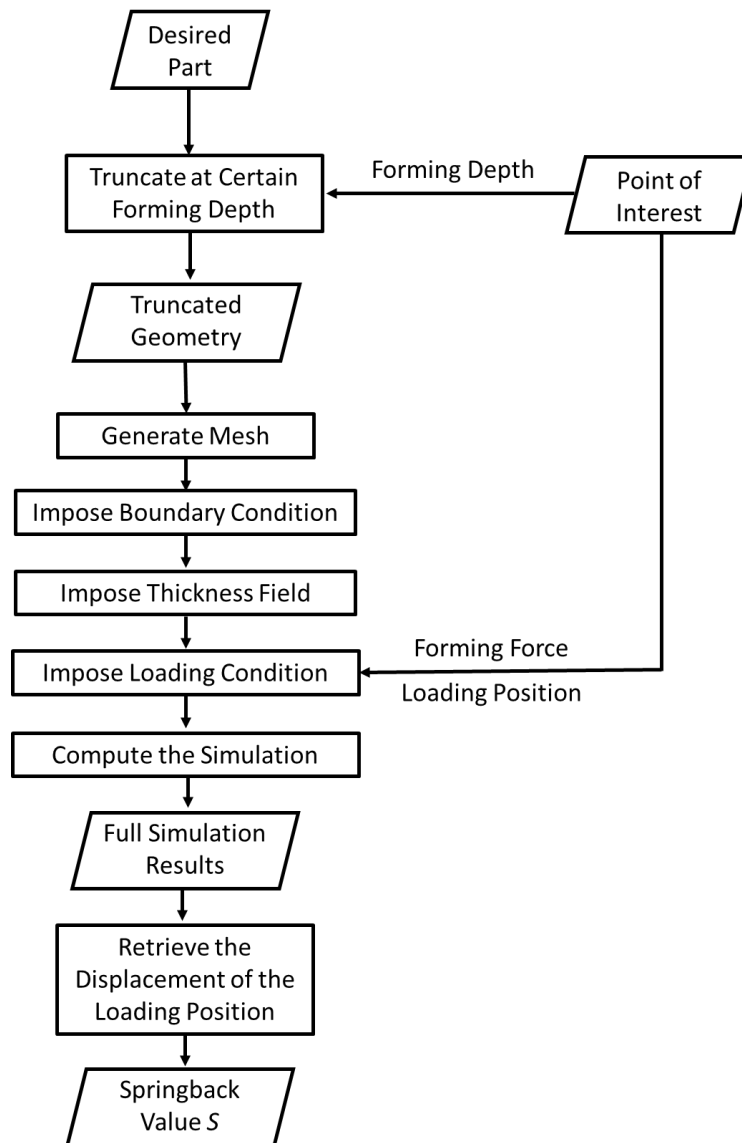 Desired
Part
Truncate at Certain
Forming Depth
Forming Depth
Point of
Interest
Truncated
Geometry
Generate Mesh
Impose Boundary Condition
Impose Thickness Field
Impose Loading Condition
Forming Force
Loading Position
Compute the Simulation
Full Simulation
Results
Retrieve the
Displacement of the
Loading Position
Springback
Value S